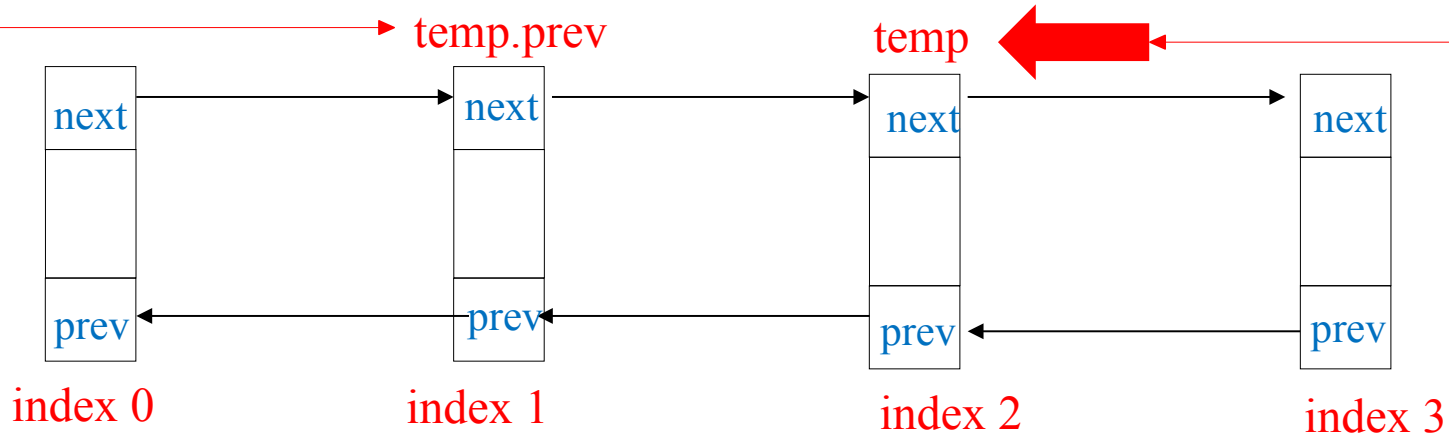 temp.prev
temp
next
next
next
next
prev
prev
prev
prev
index 0
index 1
index 2
index 3